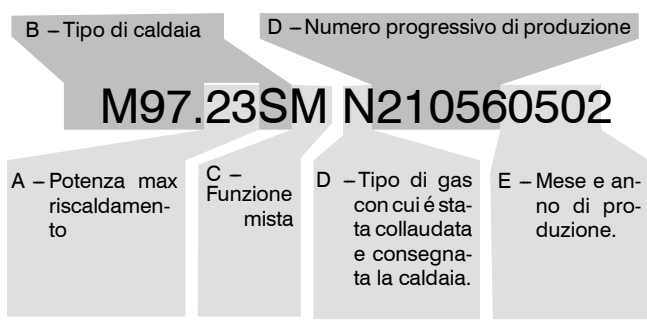 B – Tipo di caldaia
D – Numero progressivo di produzione
M97.23SM N210560502
A – Potenza max
riscaldamen-
to
C –
Funzione
mista
D – Tipo di gas
con cui é sta-
ta collaudata
e consegna-
ta la caldaia.
E – Mese e an-
no di pro-
duzione.